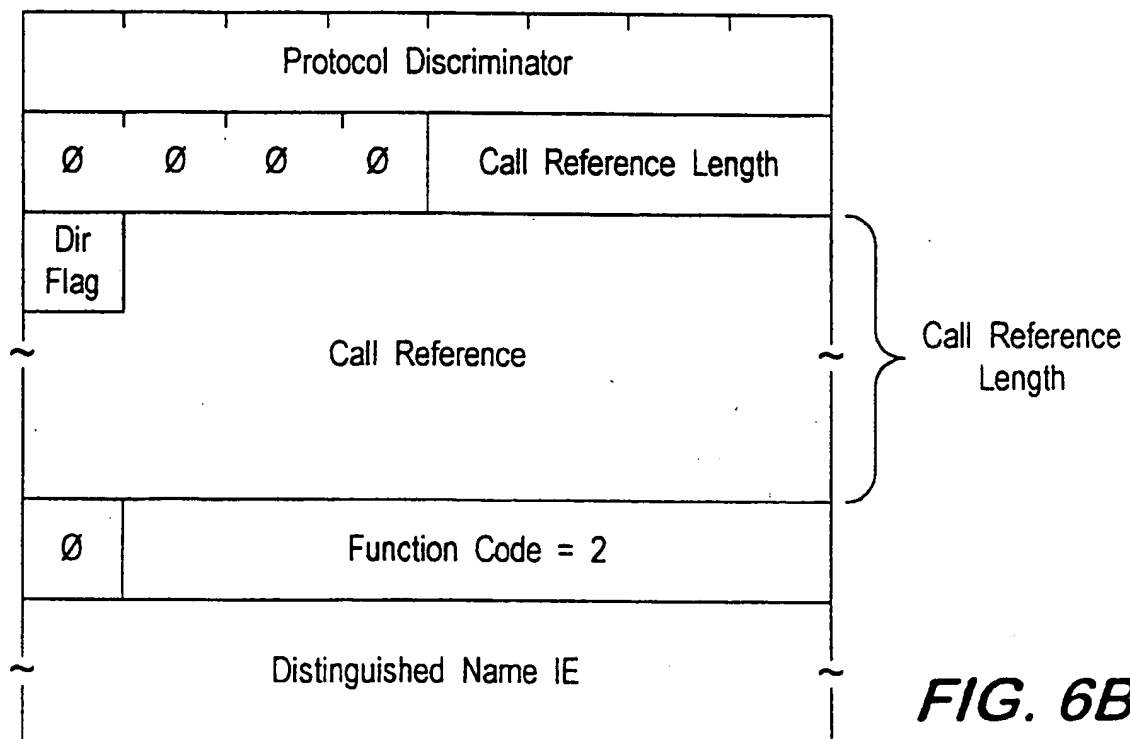 Protocol Discriminator
Ø Ø Ø Ø Call Reference Length
Dir
Flag
Call Reference
Call Reference
Length
Ø Function Code = 2
Distinguished Name IE
FIG. 6B